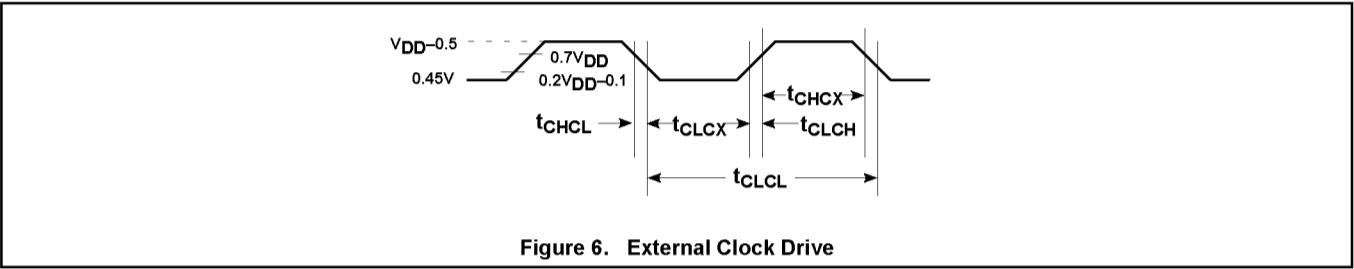 VDD–0.5
0.45V
0.7VDD
0.2VDD–0.1
tCHCX
tCHCL
tCLCX
tCLCH
tCLCL
Figure 6. External Clock Drive